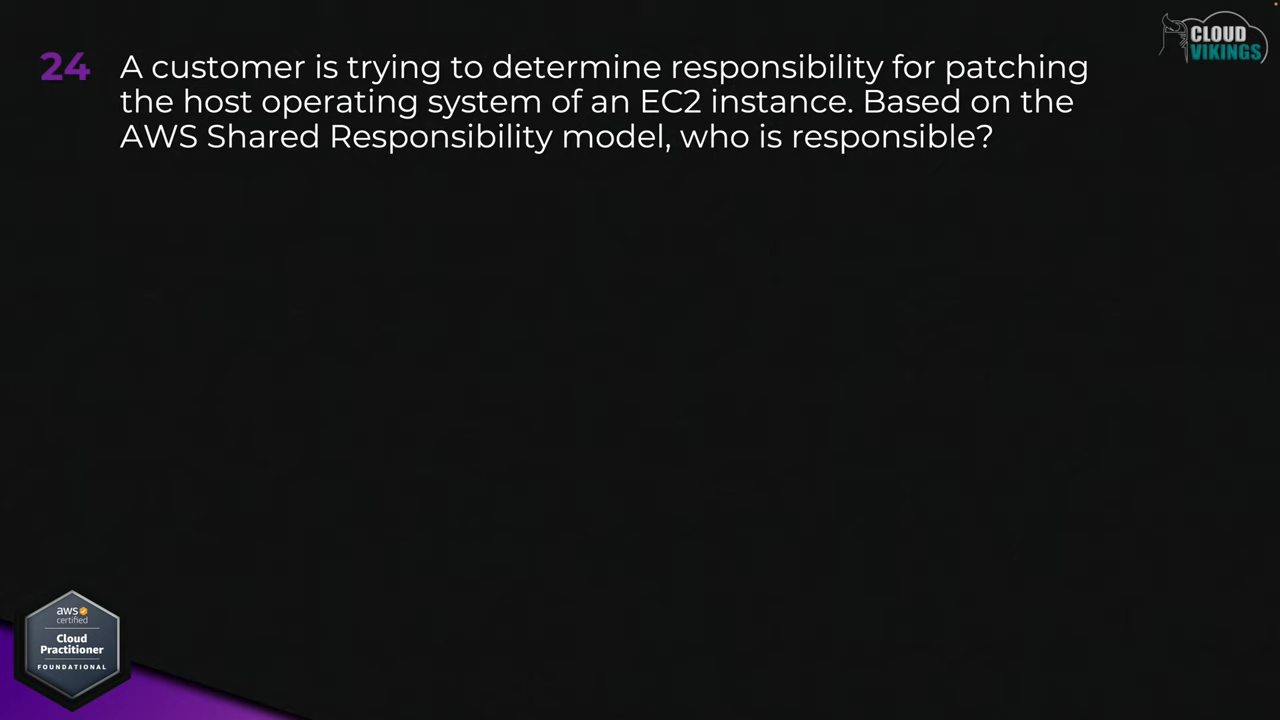 CLOUD
VIKINGS
24 A customer is trying to determine responsibility for patching
the host operating system of an EC2 instance. Based on the
AWS Shared Responsibility model, who is responsible?
aws
certified
Cloud
Practitioner
FOUNDATIONAL